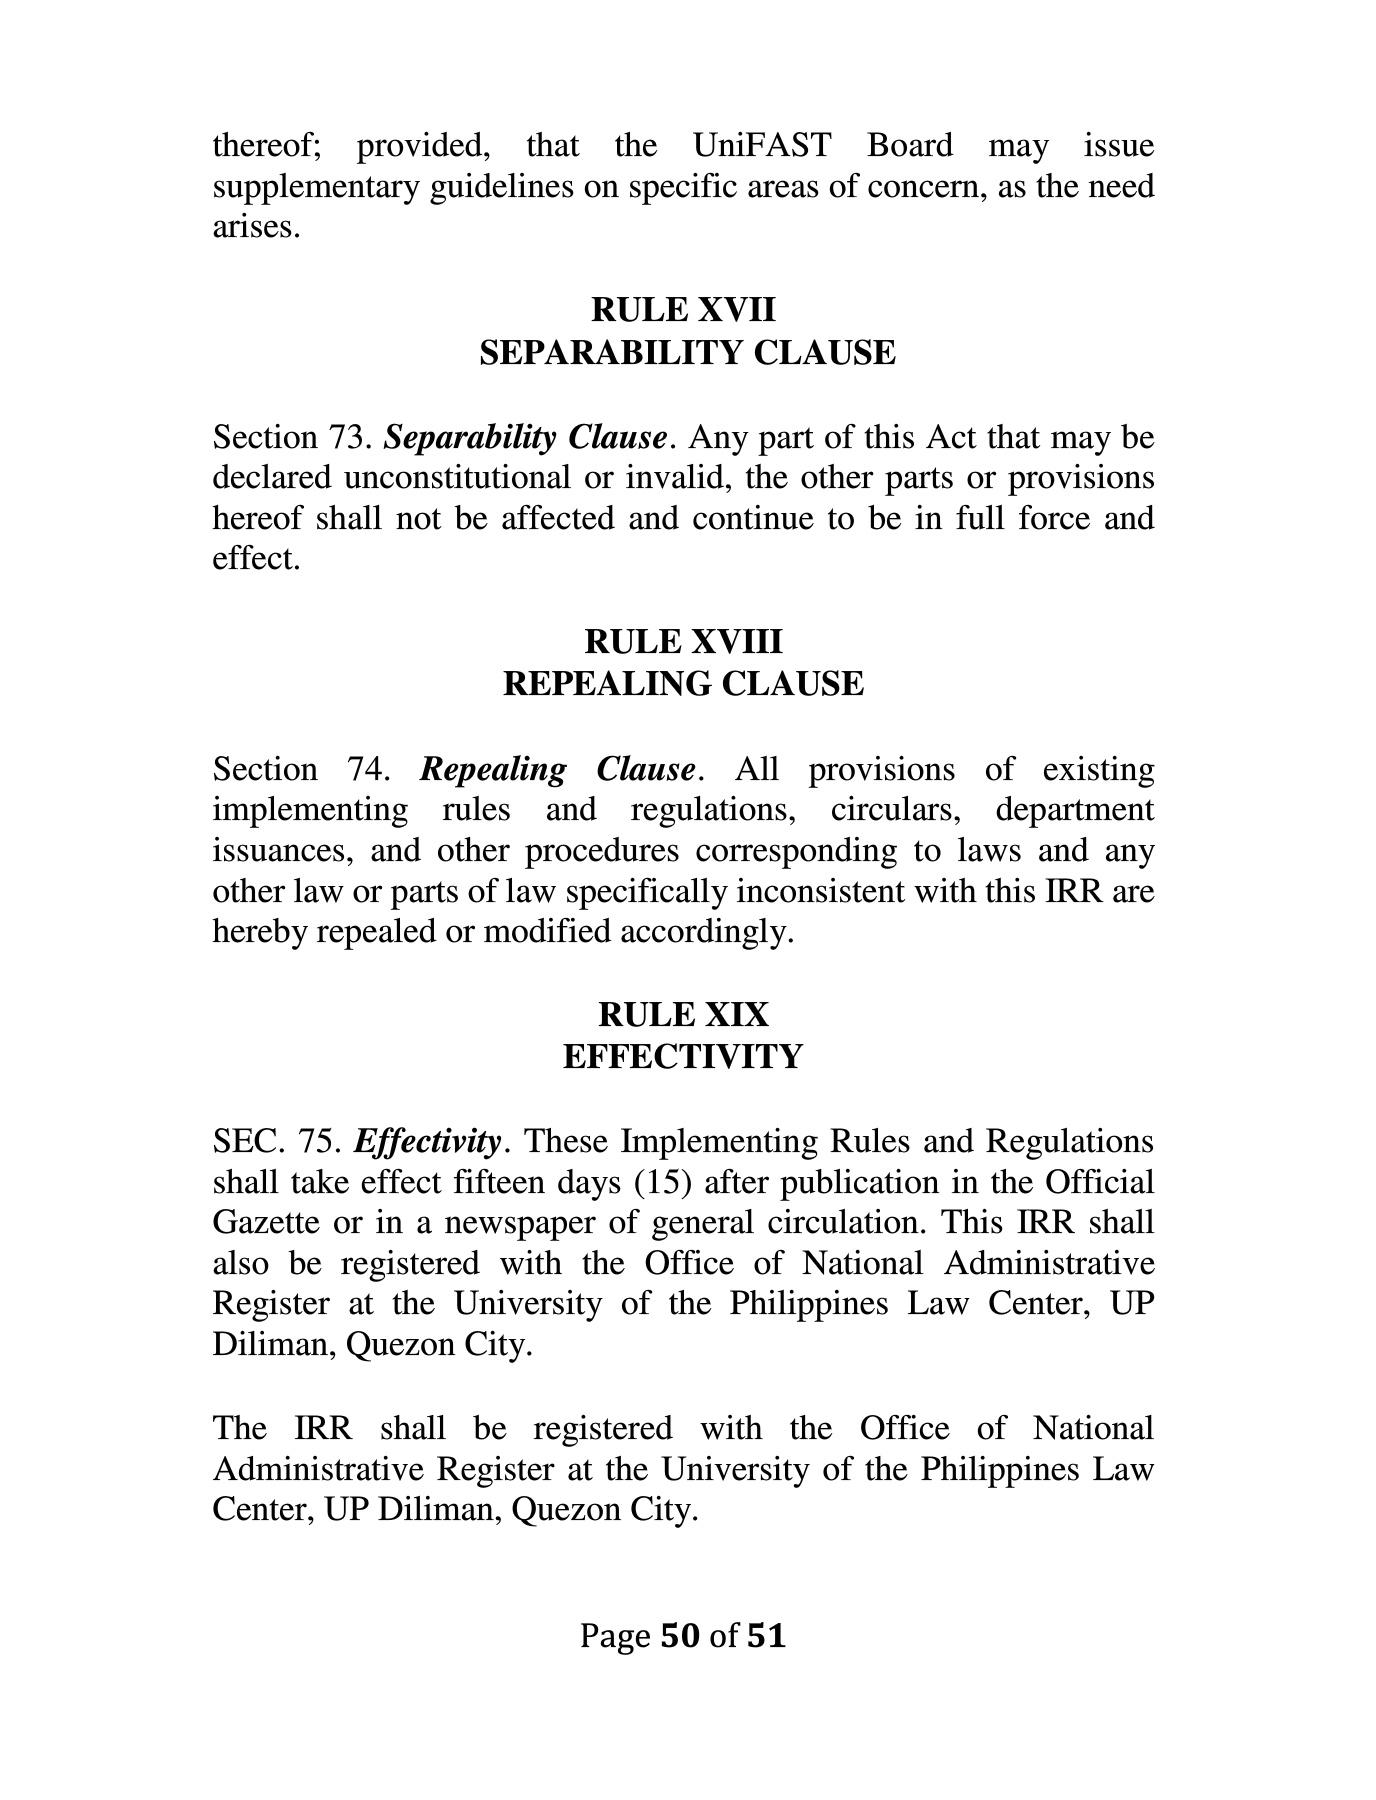 thereof; provided, that the UniFAST Board may issue
supplementary guidelines on specific areas of concern, as the need
arises.
RULE XVII
SEPARABILITY CLAUSE
Section 73. Separability Clause. Any part of this Act that may be
declared unconstitutional or invalid, the other parts or provisions
hereof shall not be affected and continue to be in full force and
effect.
RULE XVIII
REPEALING CLAUSE
Section 74. Repealing Clause. All provisions of existing
implementing rules and regulations, circulars, department
issuances, and other procedures corresponding to laws and any
other law or parts of law specifically inconsistent with this IRR are
hereby repealed or modified accordingly.
RULE XIX
EFFECTIVITY
SEC. 75. Effectivity. These Implementing Rules and Regulations
shall take effect fifteen days (15) after publication in the Official
Gazette or in a newspaper of general circulation. This IRR shall
also be registered with the Office of National Administrative
Register at the University of the Philippines Law Center, UP
Diliman, Quezon City.
The IRR shall be registered with the Office of National
Administrative Register at the University of the Philippines Law
Center, UP Diliman, Quezon City.
Page 50 of 51